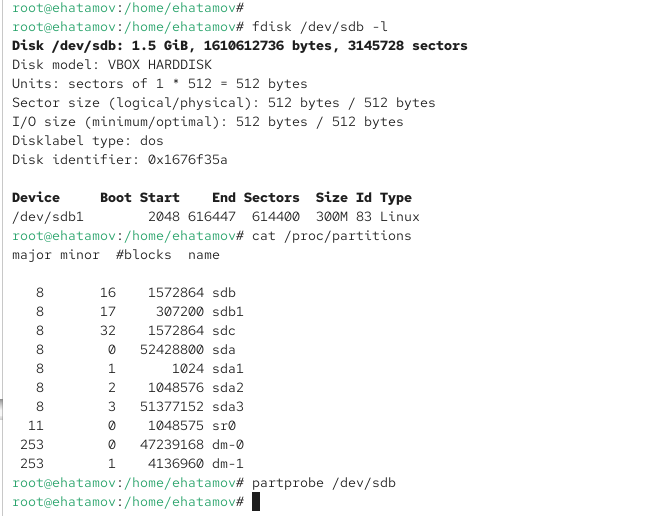 root@ehatamov:/home/ehatamov#
root@ehatamov:/home/ehatamov# fdisk /dev/sdb -l
Disk /dev/sdb: 1.5 GiB, 1610612736 bytes, 3145728 sectors
Disk model: VBOX HARDDISK
Units: sectors of 1 * 512 = 512 bytes
Sector size (logical/physical): 512 bytes / 512 bytes
I/O size (minimum/optimal): 512 bytes / 512 bytes
Disklabel type: dos
Disk identifier: 0x1676f35a

Device     Boot Start    End Sectors  Size Id Type
/dev/sdb1        2048 616447  614400  300M 83 Linux
root@ehatamov:/home/ehatamov# cat /proc/partitions
major minor  #blocks  name

   8       16    1572864 sdb
   8       17     307200 sdb1
   8       32    1572864 sdc
   8        0   52428800 sda
   8        1       1024 sda1
   8        2    1048576 sda2
   8        3   51377152 sda3
  11        0    1048575 sr0
 253        0   47239168 dm-0
 253        1    4136960 dm-1
root@ehatamov:/home/ehatamov# partprobe /dev/sdb
root@ehatamov:/home/ehatamov#